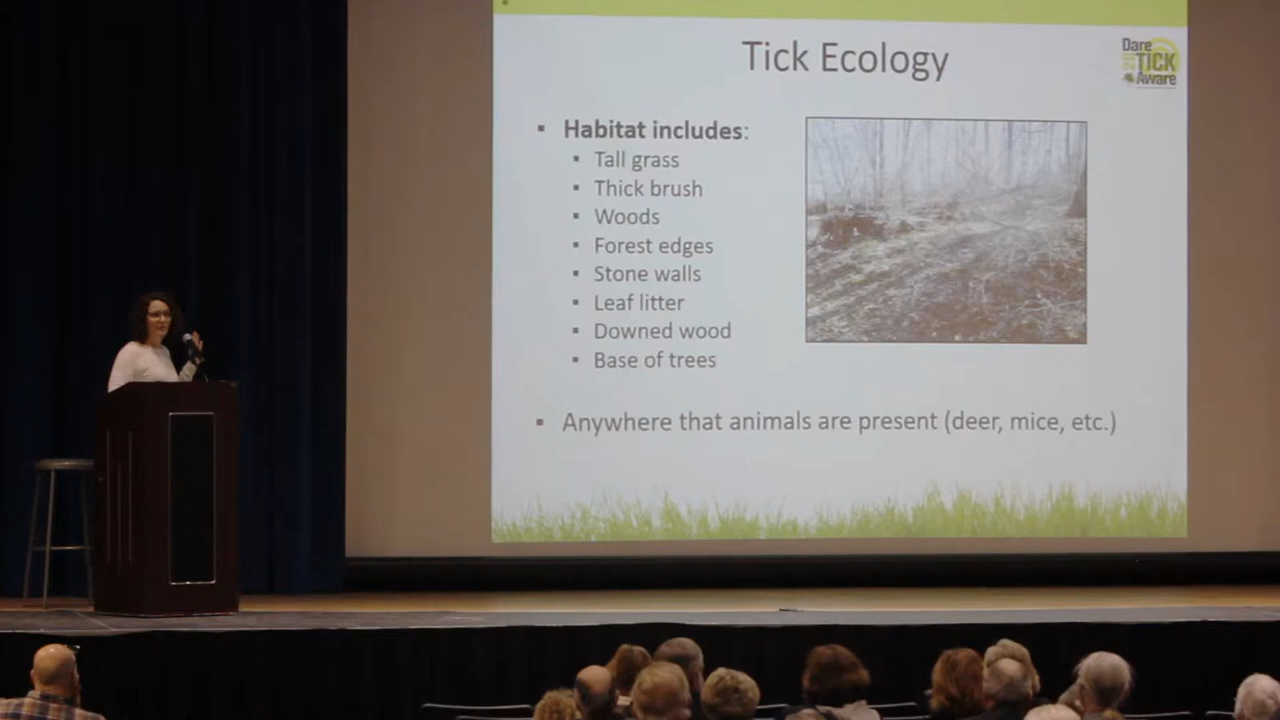 Tick Ecology
Dare
TICK
Aware
▪ Habitat includes:
▪ Tall grass
▪ Thick brush
▪ Woods
▪ Forest edges
▪ Stone walls
▪ Leaf litter
▪ Downed wood
▪ Base of trees
▪ Anywhere that animals are present (deer, mice, etc.)